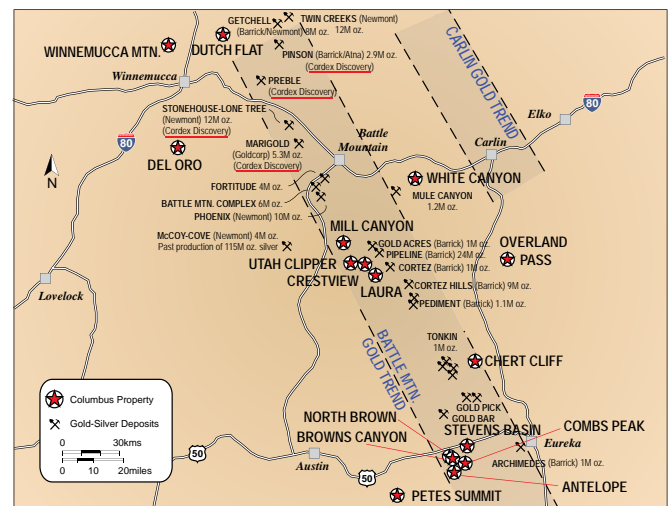 GETCHELL
(Barrick/Newmont) 8M oz.
TWIN CREEKS (Newmont)
12M oz.
WINNEMUCCA MTN.
DUTCH FLAT
PINSON (Barrick/Atna) 2.9M oz.
(Cordex Discovery)
Winnemucca
PREBLE
(Cordex Discovery)
CARLIN GOLD TREND
80
Elko
STONEHOUSE-LONE TREE
(Newmont) 12M oz.
(Cordex Discovery)
80
DEL ORO
MARIGOLD
(Goldcorp) 5.3M oz.
(Cordex Discovery)
Battle
Mountain
Carlin
N
FORTITUDE 4M oz.
BATTLE MTN. COMPLEX 6M oz.
PHOENIX (Newmont) 10M oz.
WHITE CANYON
MULE CANYON
1.2M oz.
McCOY-COVE (Newmont) 4M oz.
Past production of 115M oz. silver
MILL CANYON
GOLD ACRES (Barrick) 1M oz.
PIPELINE (Barrick) 24M oz.
CORTEZ (Barrick) 1M oz.
OVERLAND
PASS
UTAH CLIPPER
CRESTVIEW
LAURA
CORTEZ HILLS (Barrick) 9M oz.
PEDIMENT (Barrick) 1.1M oz.
Lovelock
BATTLE MTN.
GOLD TREND
TONKIN
1M oz.
CHERT CLIFF
Columbus Property
Gold-Silver Deposits
0 30kms
0 10 20miles
GOLD PICK
GOLD BAR
NORTH BROWN
STEVENS BASIN
COMBS PEAK
BROWNS CANYON
Eureka
50
Austin
50
ARCHIMEDES (Barrick) 1M oz.
ANTELOPE
PETES SUMMIT